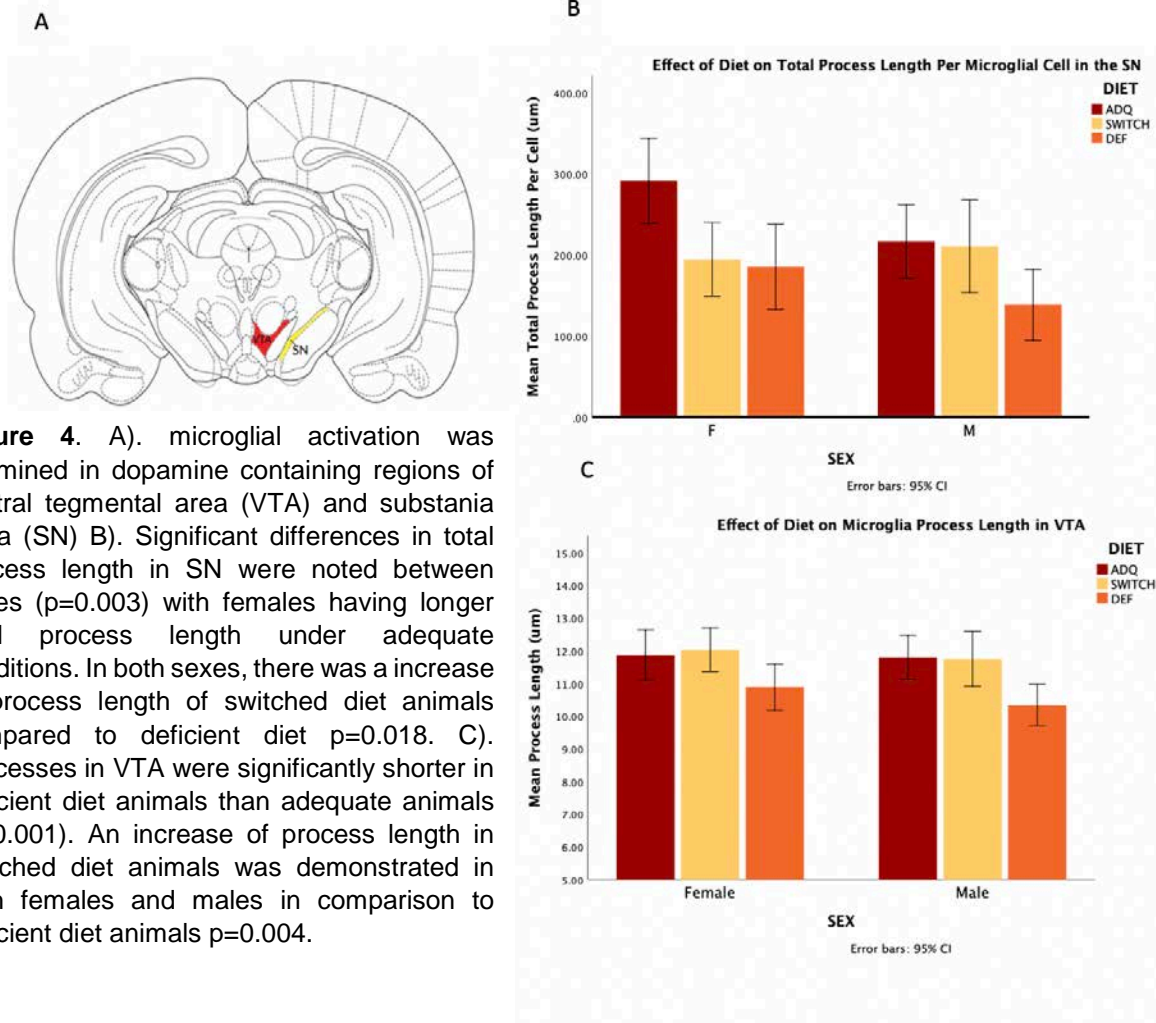 A
VTA
SN
ure 4. A). microglial activation was
mined in dopamine containing regions of
tral tegmental area (VTA) and substania
a (SN) B). Significant differences in total
cess length in SN were noted between
es (p=0.003) with females having longer
l process length under adequate
ditions. In both sexes, there was a increase
process length of switched diet animals
pared to deficient diet p=0.018. C).
cesses in VTA were significantly shorter in
cient diet animals than adequate animals
0.001). An increase of process length in
ched diet animals was demonstrated in
h females and males in comparison to
cient diet animals p=0.004.
B
Effect of Diet on Total Process Length Per Microglial Cell in the SN
DIET
ADQ
SWITCH
DEF
Mean Total Process Length Per Cell (um)
400.00
300.00
200.00
100.00
.00
F M
SEX
Error bars: 95% CI
C
Effect of Diet on Microglia Process Length in VTA
DIET
ADQ
SWITCH
DEF
Mean Process Length (um)
15.00
14.00
13.00
12.00
11.00
10.00
9.00
8.00
7.00
6.00
5.00
Female Male
SEX
Error bars: 95% CI